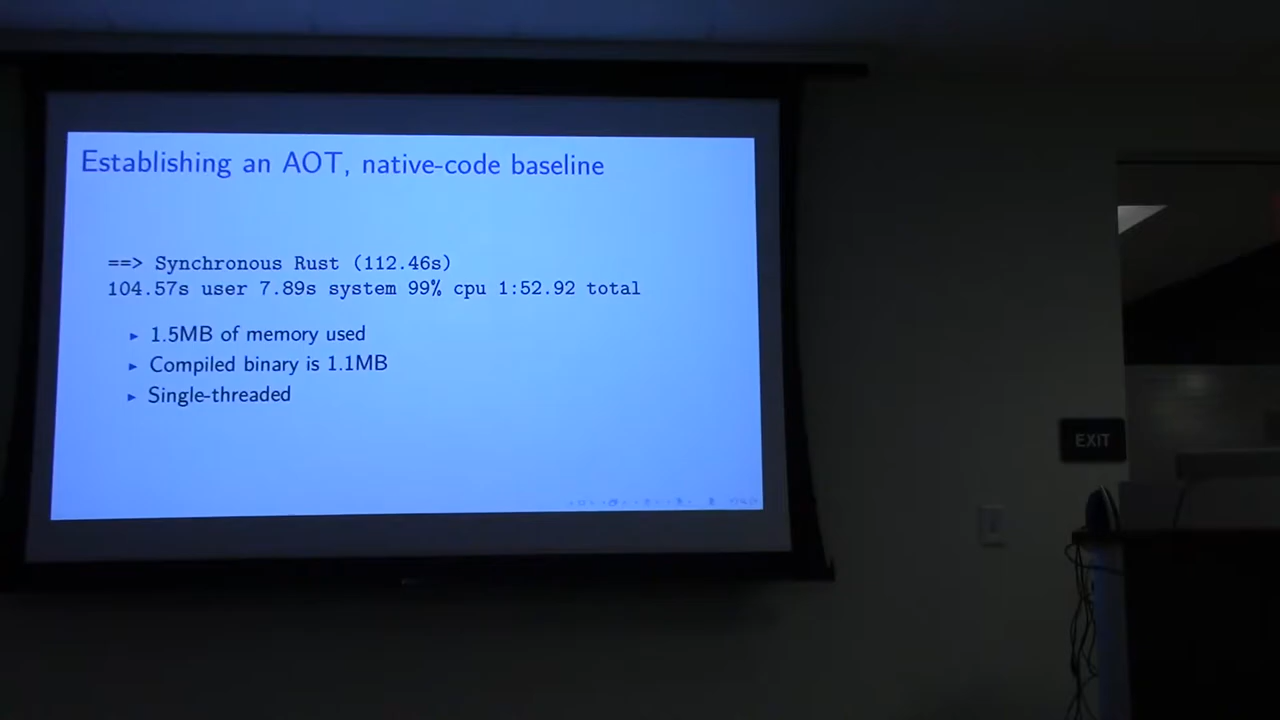 Establishing an AOT, native-code baseline
==> Synchronous Rust (112.46s)
104.57s user 7.89s system 99% cpu 1:52.92 total
▸ 1.5MB of memory used
▸ Compiled binary is 1.1MB
▸ Single-threaded
EXIT